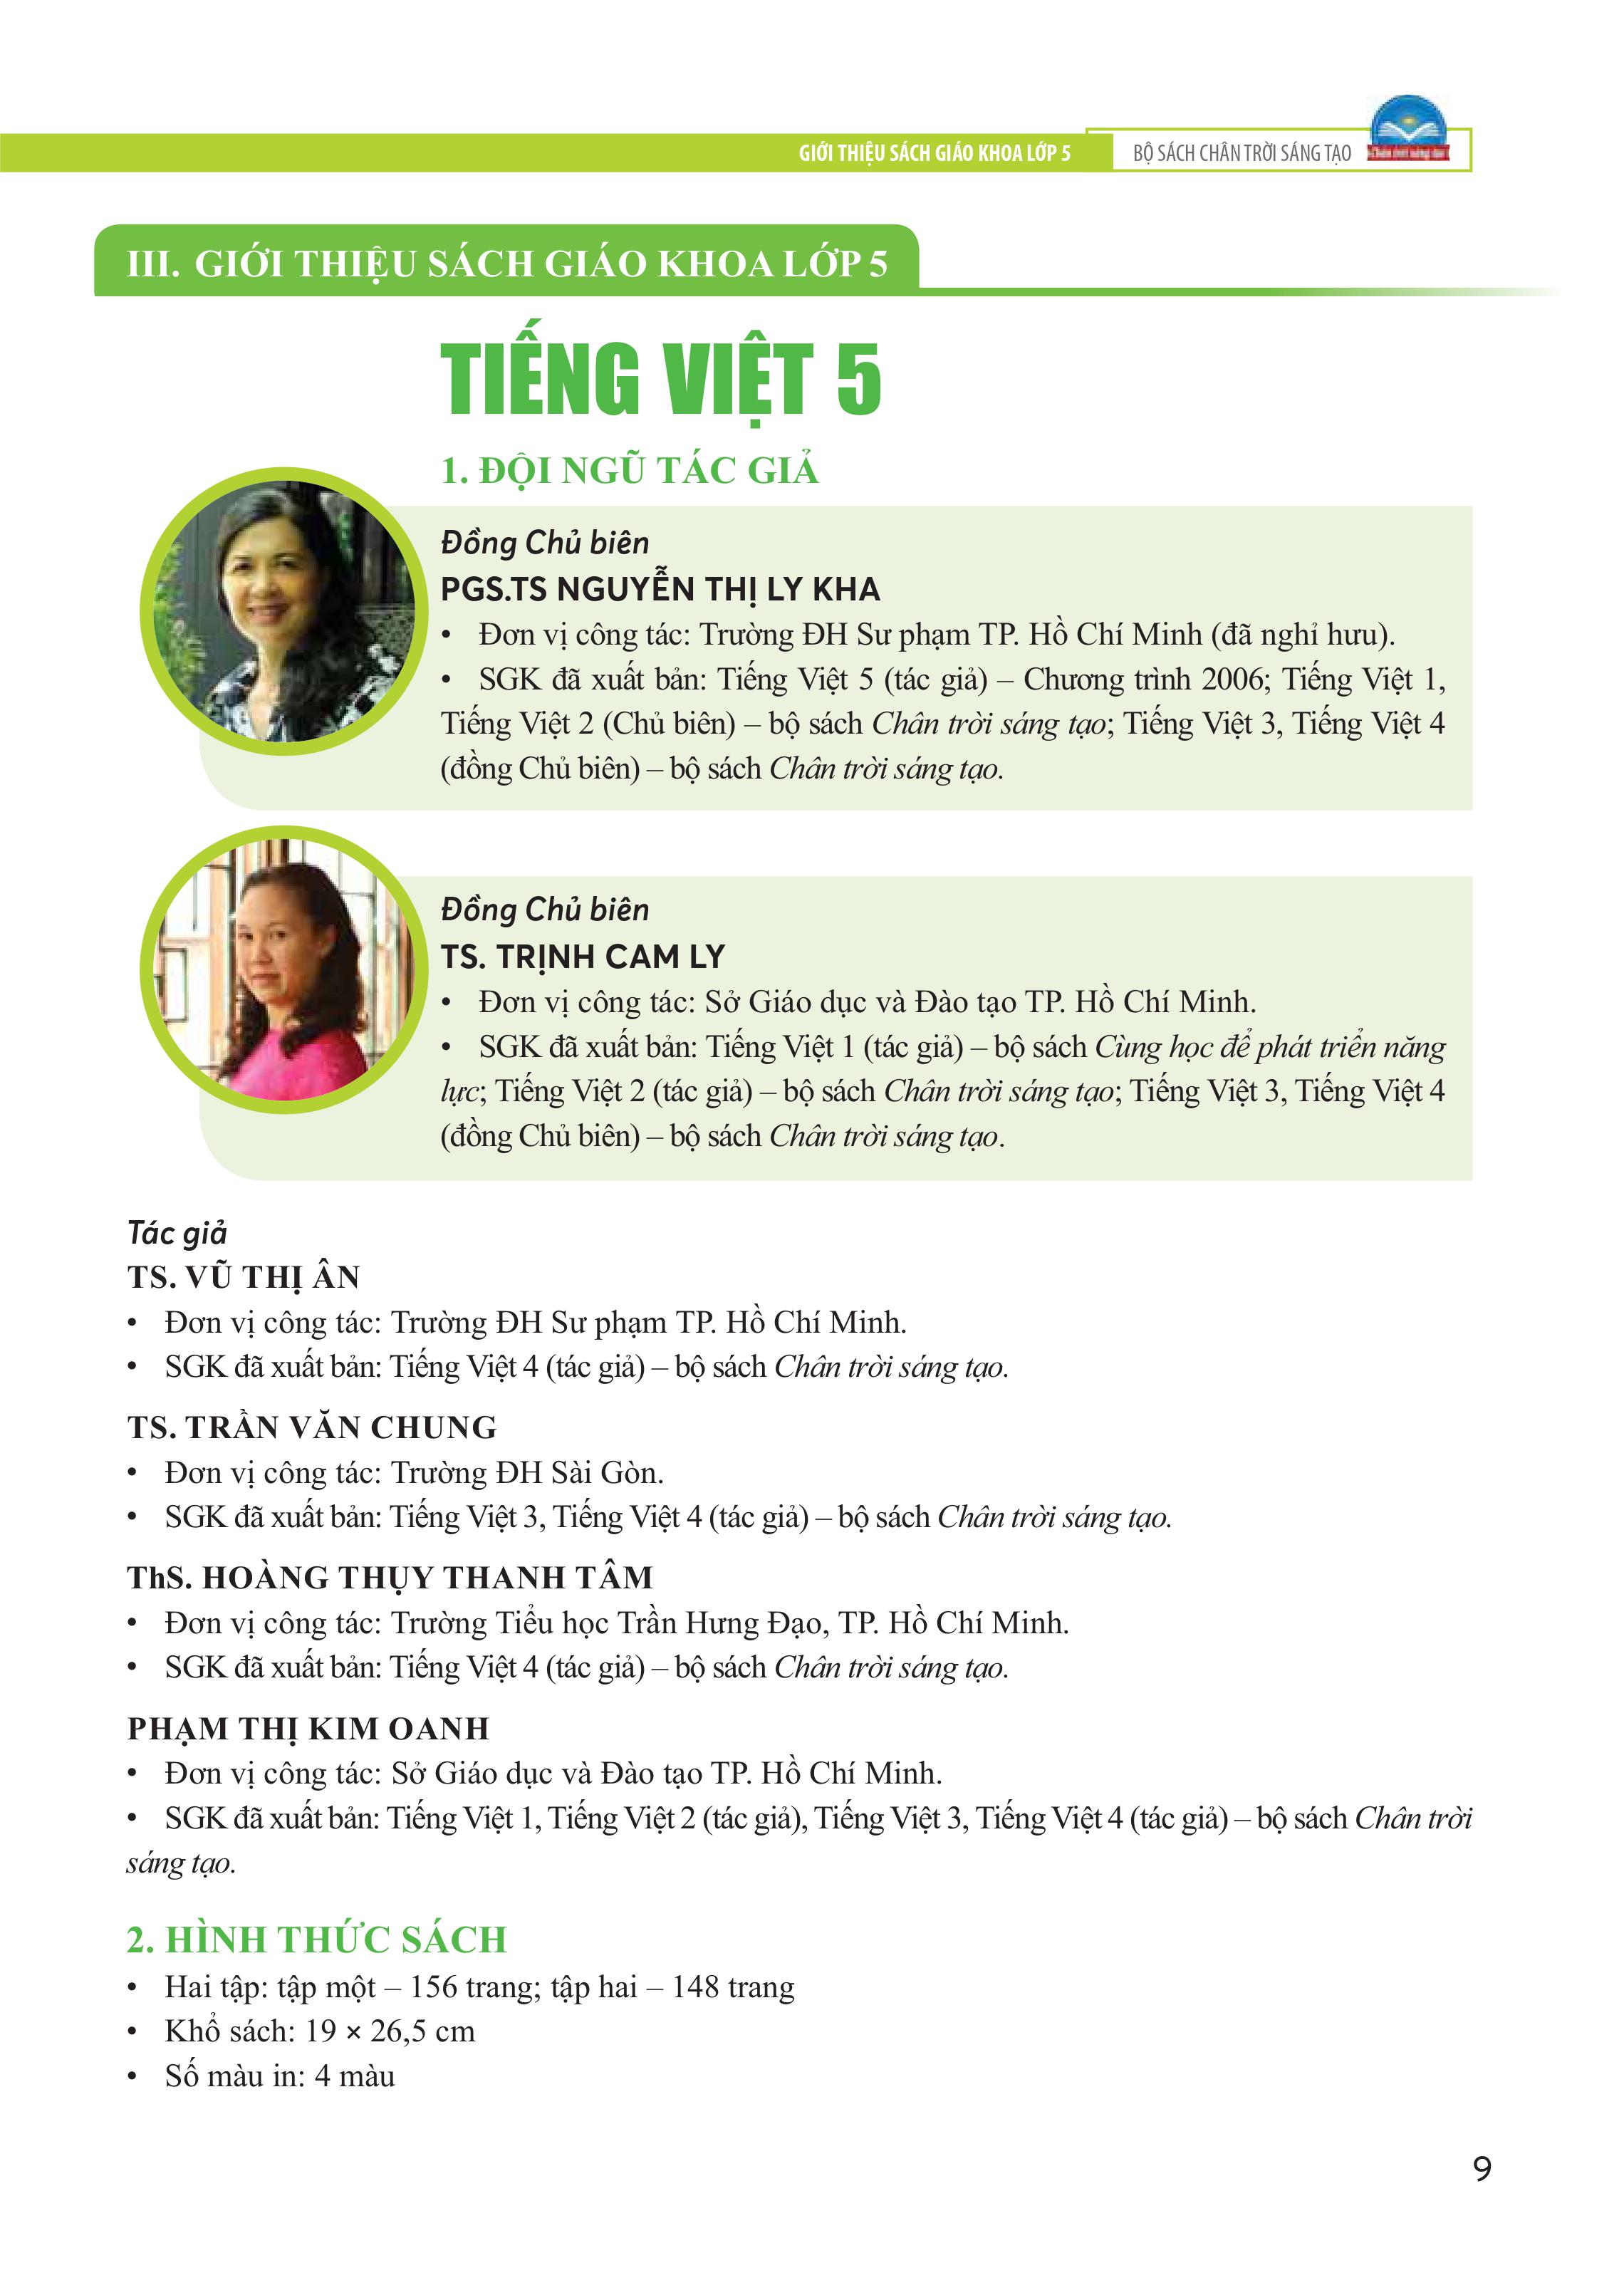 GIỚI THIỆU SÁCH GIÁO KHOA LỚP 5
BỘ SÁCH CHÂN TRỜI SÁNG TẠO
III. GIỚI THIỆU SÁCH GIÁO KHOA LỚP 5
TIẾNG VIỆT 5
1. ĐỘI NGŨ TÁC GIẢ
Đồng Chủ biên
PGS.TS NGUYỄN THỊ LY KHA
• Đơn vị công tác: Trường ĐH Sư phạm TP. Hồ Chí Minh (đã nghỉ hưu).
• SGK đã xuất bản: Tiếng Việt 5 (tác giả) – Chương trình 2006; Tiếng Việt 1,
Tiếng Việt 2 (Chủ biên) – bộ sách Chân trời sáng tạo; Tiếng Việt 3, Tiếng Việt 4
(đồng Chủ biên) – bộ sách Chân trời sáng tạo.
Đồng Chủ biên
TS. TRỊNH CAM LY
• Đơn vị công tác: Sở Giáo dục và Đào tạo TP. Hồ Chí Minh.
• SGK đã xuất bản: Tiếng Việt 1 (tác giả) – bộ sách Cùng học để phát triển năng
lực; Tiếng Việt 2 (tác giả) – bộ sách Chân trời sáng tạo; Tiếng Việt 3, Tiếng Việt 4
(đồng Chủ biên) – bộ sách Chân trời sáng tạo.
Tác giả
TS. VŨ THỊ ÂN
• Đơn vị công tác: Trường ĐH Sư phạm TP. Hồ Chí Minh.
• SGK đã xuất bản: Tiếng Việt 4 (tác giả) – bộ sách Chân trời sáng tạo.
TS. TRẦN VĂN CHUNG
• Đơn vị công tác: Trường ĐH Sài Gòn.
• SGK đã xuất bản: Tiếng Việt 3, Tiếng Việt 4 (tác giả) – bộ sách Chân trời sáng tạo.
ThS. HOÀNG THỤY THANH TÂM
• Đơn vị công tác: Trường Tiểu học Trần Hưng Đạo, TP. Hồ Chí Minh.
• SGK đã xuất bản: Tiếng Việt 4 (tác giả) – bộ sách Chân trời sáng tạo.
PHẠM THỊ KIM OANH
• Đơn vị công tác: Sở Giáo dục và Đào tạo TP. Hồ Chí Minh.
• SGK đã xuất bản: Tiếng Việt 1, Tiếng Việt 2 (tác giả), Tiếng Việt 3, Tiếng Việt 4 (tác giả) – bộ sách Chân trời
sáng tạo.
2. HÌNH THỨC SÁCH
• Hai tập: tập một – 156 trang; tập hai – 148 trang
• Khổ sách: 19 × 26,5 cm
• Số màu in: 4 màu
9